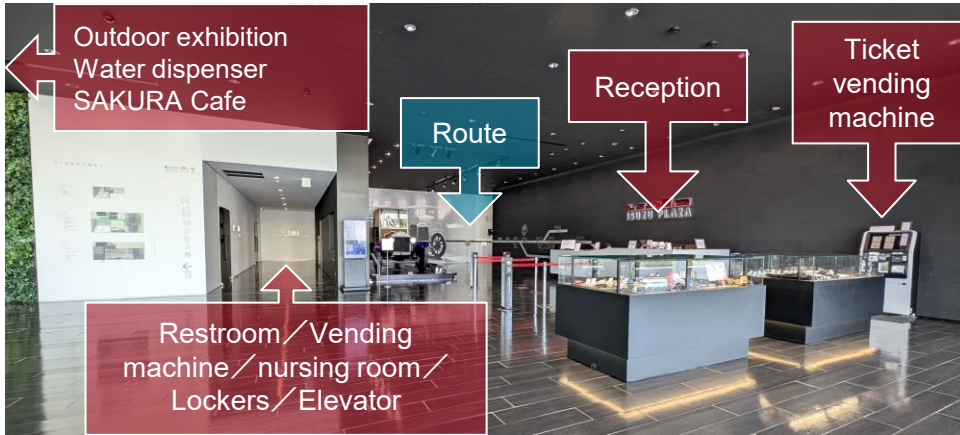 Outdoor exhibition
Water dispenser
SAKURA Cafe
Route
Reception
Ticket
vending
machine
ISUZU PLAZA
Restroom／Vending
machine／nursing room／
Lockers／Elevator